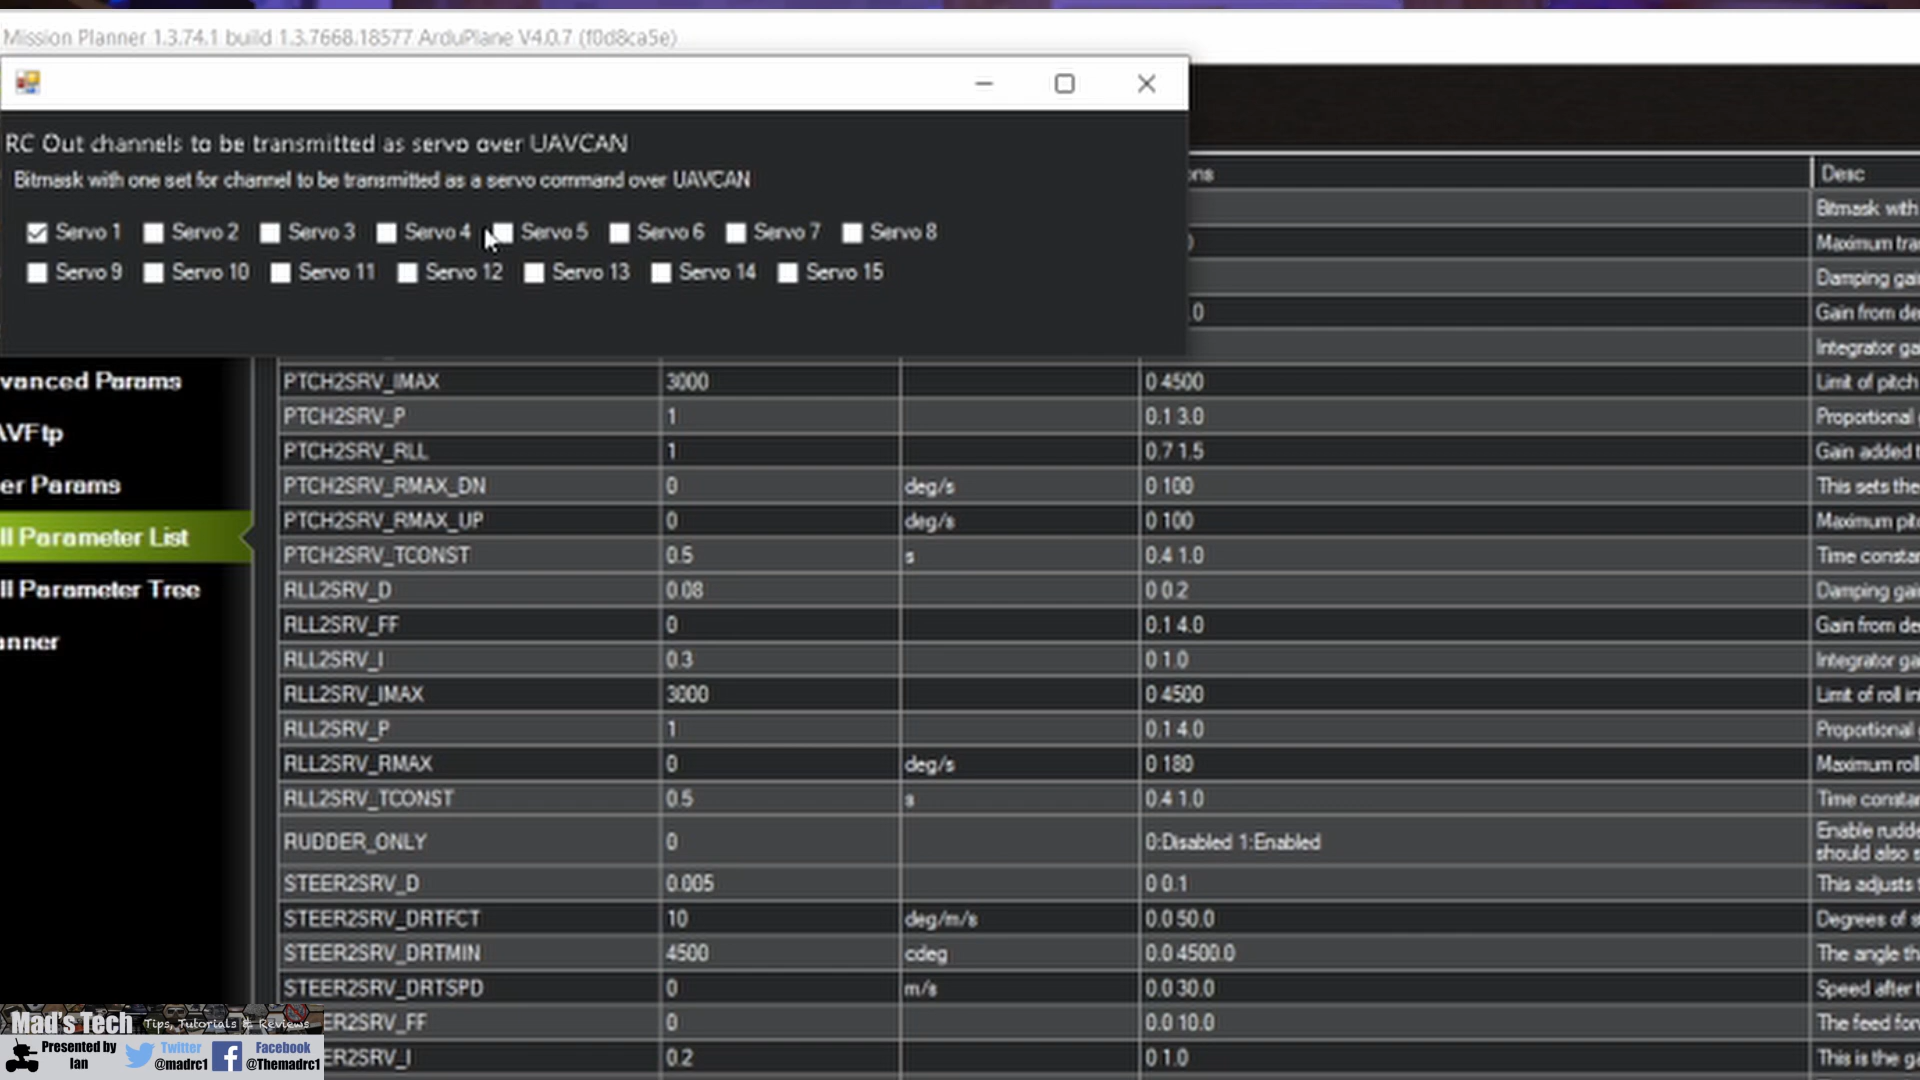 Mission Planner 1.3.74.1 build 1.3.7668.18577 ArduPlane V4.0.7 (f0d8ca5e)
RC Out channels to be transmitted as servo over UAVCAN
Bitmask with one set for channel to be transmitted as a servo command over UAVCAN
Servo 1 Servo 2 Servo 3 Servo 4 Servo 5 Servo 6 Servo 7 Servo 8
Servo 9 Servo 10 Servo 11 Servo 12 Servo 13 Servo 14 Servo 15
ons Desc
Bitmask with
Maximum tra
Damping gai
.0 Gain from de
Integrator ga
vanced Params PTCH2SRV_IMAX 3000 0 4500 Limit of pitch
PTCH2SRV_P 1 0.1 3.0 Proportional
AVFtp
PTCH2SRV_RLL 1 0.7 1.5 Gain added t
er Params PTCH2SRV_RMAX_DN 0 deg/s 0 100 This sets the
PTCH2SRV_RMAX_UP 0 deg/s 0 100 Maximum pit
ll Parameter List
PTCH2SRV_TCONST 0.5 s 0.4 1.0 Time constar
ll Parameter Tree RLL2SRV_D 0.08 0 0.2 Damping gai
RLL2SRV_FF 0 0.1 4.0 Gain from de
anner
RLL2SRV_I 0.3 0 1.0 Integrator ga
RLL2SRV_IMAX 3000 0 4500 Limit of roll in
RLL2SRV_P 1 0.1 4.0 Proportional
RLL2SRV_RMAX 0 deg/s 0 180 Maximum roll
RLL2SRV_TCONST 0.5 s 0.4 1.0 Time constar
RUDDER_ONLY 0 0:Disabled 1:Enabled Enable rudde
should also s
STEER2SRV_D 0.005 0 0.1 This adjusts t
STEER2SRV_DRTFCT 10 deg/m/s 0.0 50.0 Degrees of s
STEER2SRV_DRTMIN 4500 cdeg 0.0 4500.0 The angle th
STEER2SRV_DRTSPD 0 m/s 0.0 30.0 Speed after t
ER2SRV_FF 0 0.0 10.0 The feed for
ER2SRV_I 0.2 0 1.0 This is the ga
Mad's Tech Tips, Tutorials & Reviews
Presented by Ian
Twitter @madrc1
Facebook @Themadrc1